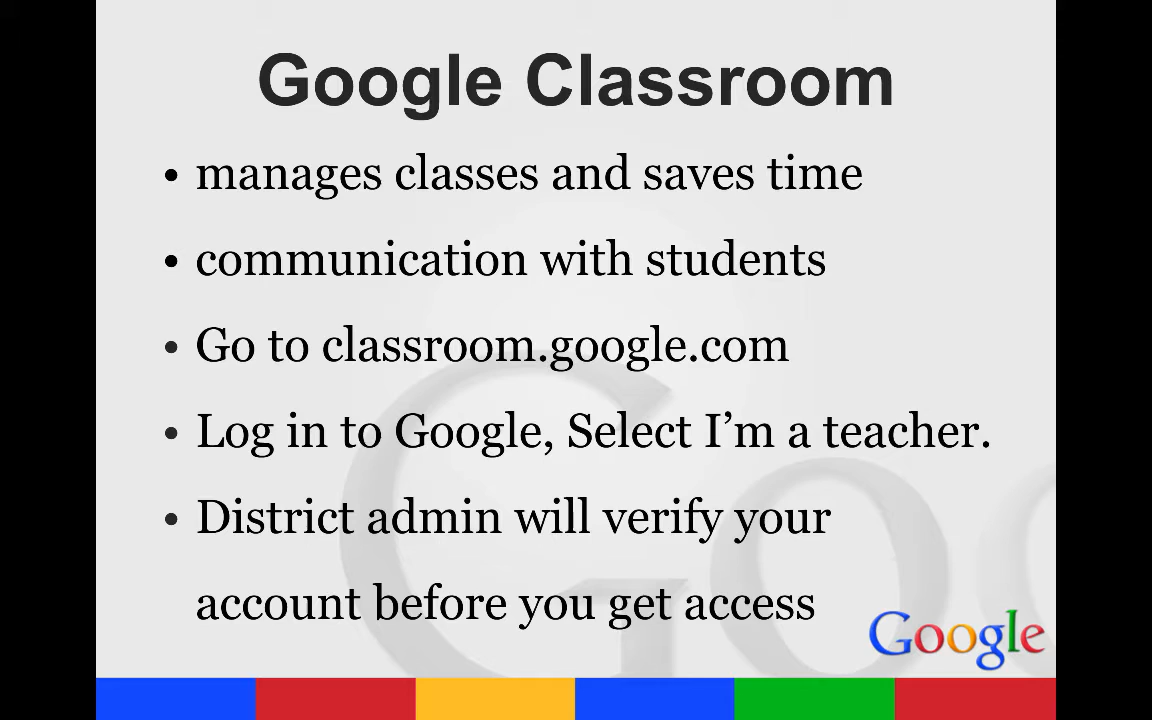 Google Classroom
• manages classes and saves time
• communication with students
• Go to classroom.google.com
• Log in to Google, Select I’m a teacher.
• District admin will verify your
account before you get access
Google